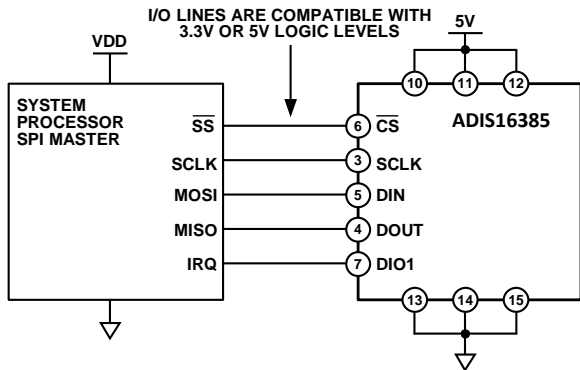 I/O LINES ARE COMPATIBLE WITH
3.3V OR 5V LOGIC LEVELS
VDD
5V
10 11 12
SYSTEM
PROCESSOR
SPI MASTER
ADIS16385
SS 6 CS
SCLK 3 SCLK
MOSI 5 DIN
MISO 4 DOUT
IRQ 7 DIO1
13 14 15